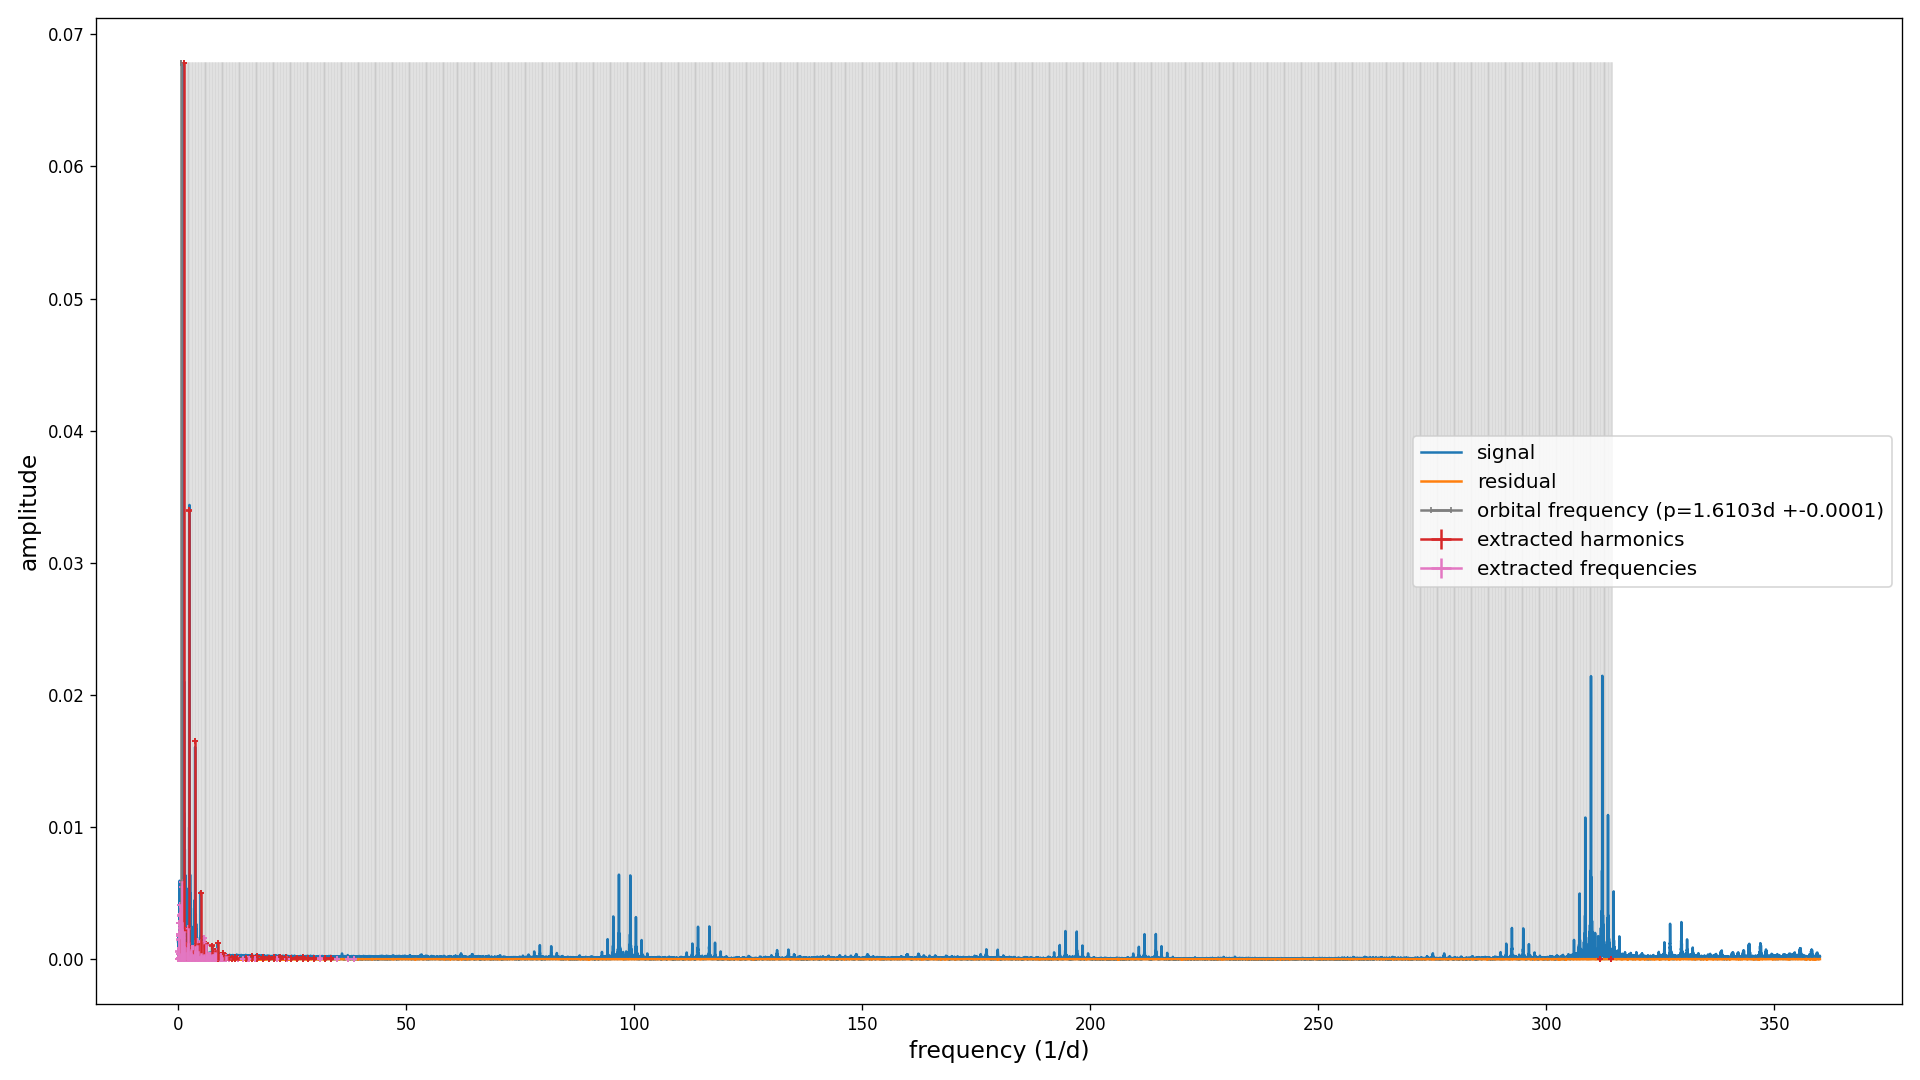 0.07
0.06
0.05
0.04
0.03
0.02
0.01
0.00
amplitude
signal
residual
orbital frequency (p=1.6103d +-0.0001)
extracted harmonics
extracted frequencies
0 50 100 150 200 250 300 350
frequency (1/d)